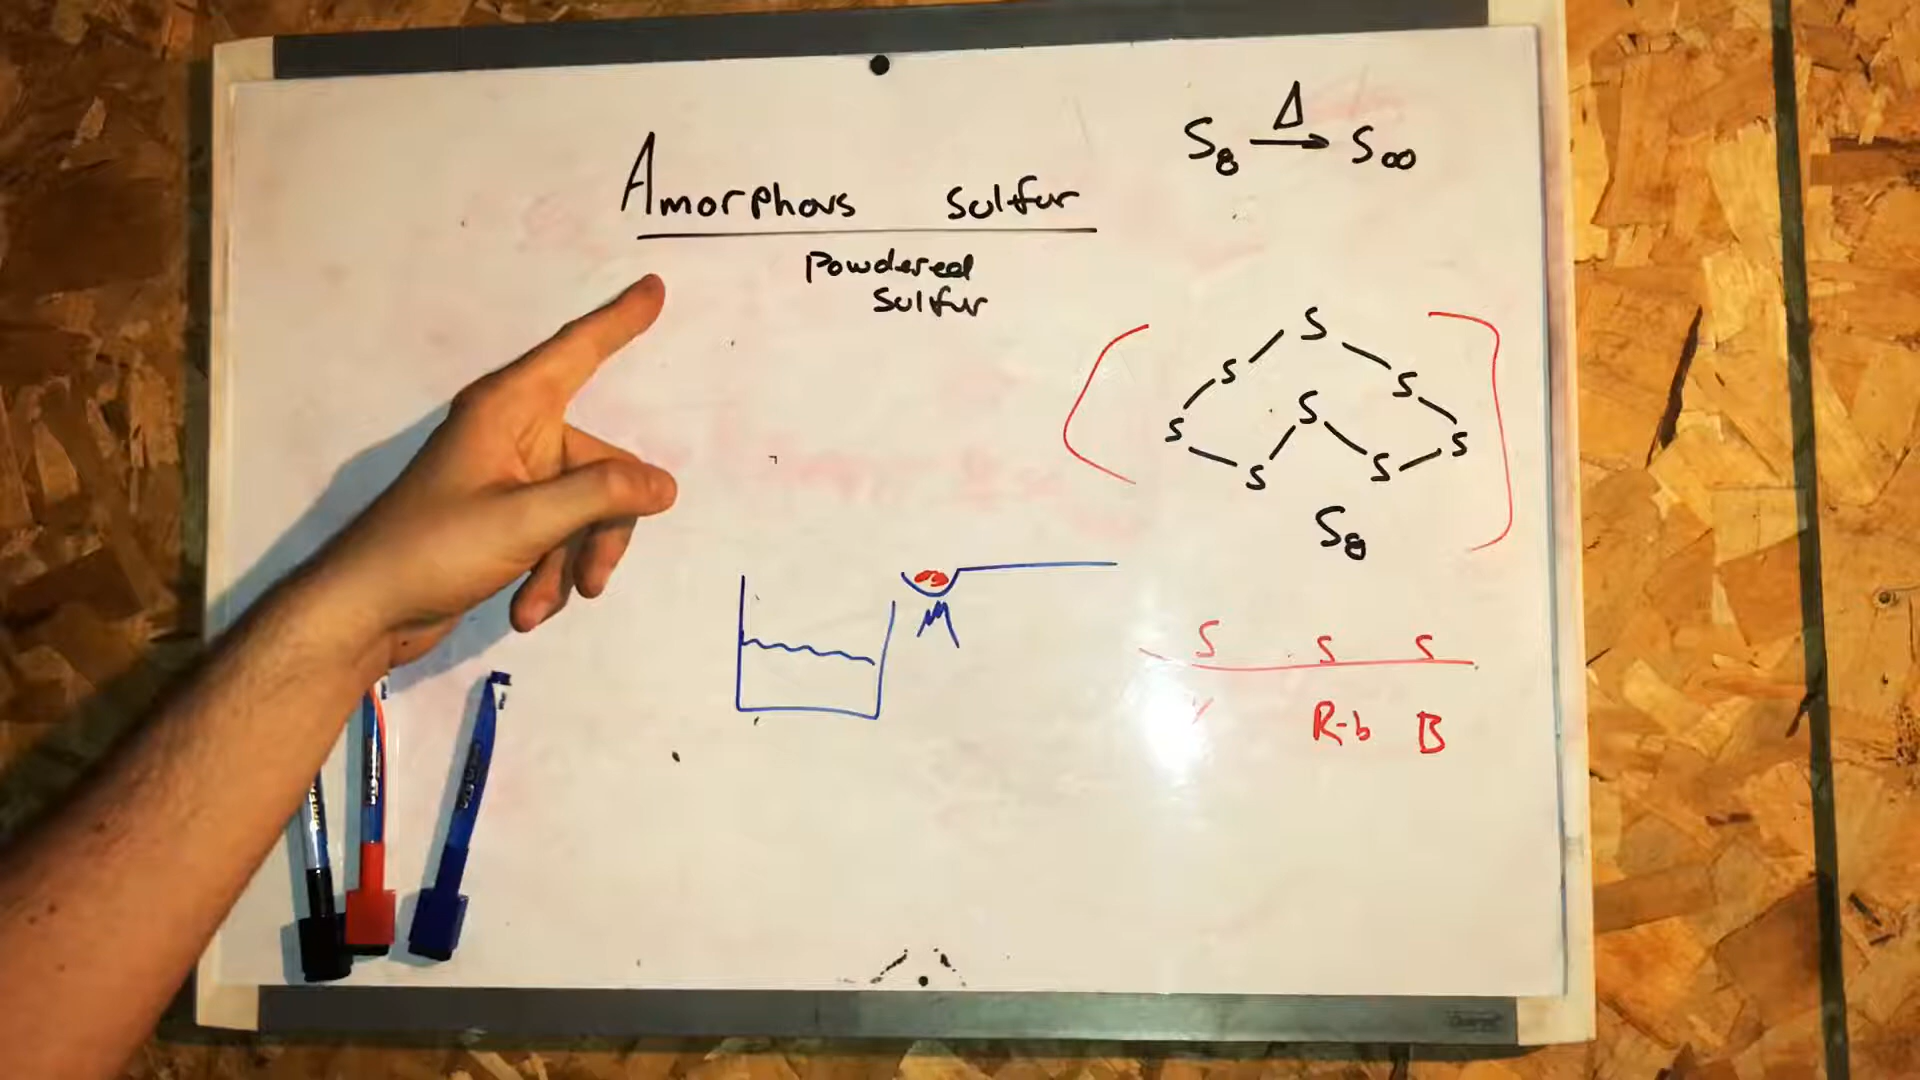 Amorphous sulfur
Powdered
Sulfur
S8 Δ→ S∞
S
S S
S S S
S S
S8
S S S
Y R-b B